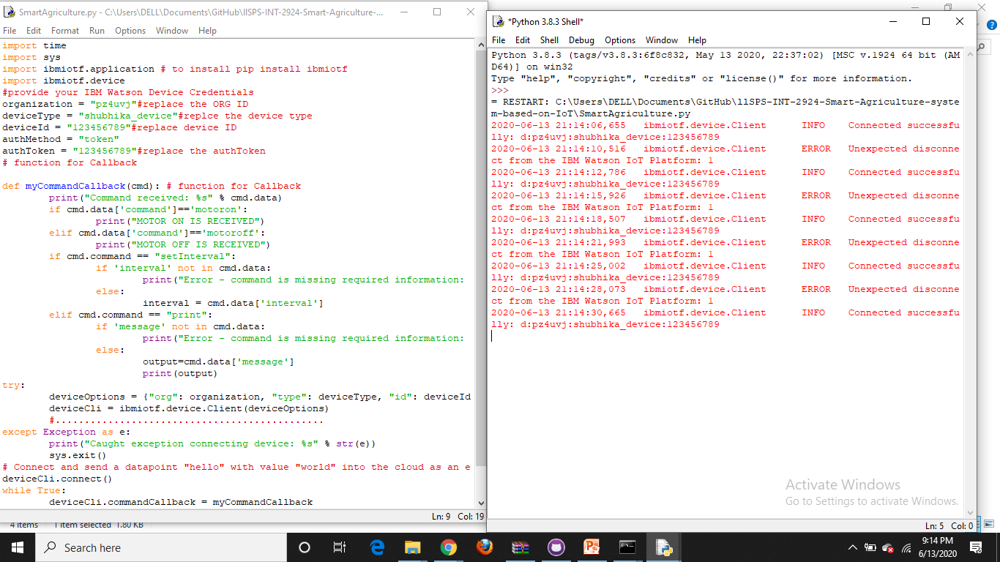 SmartAgriculture.py - C:\Users\DELL\Documents\GitHub\llSPS-INT-2924-Smart-Agriculture-...
File Edit Format Run Options Window Help
import time
import sys
import ibmiotf.application # to install pip install ibmiotf
import ibmiotf.device
#provide your IBM Watson Device Credentials
organization = "pz4uvj"#replace the ORG ID
deviceType = "shubhika_device"#replce the device type
deviceId = "123456789"#replace device ID
authMethod = "token"
authToken = "123456789"#replace the authToken
# function for Callback
def myCommandCallback(cmd): # function for Callback
print("Command received: %s" % cmd.data)
if cmd.data['command']=='motoron':
print("MOTOR ON IS RECEIVED")
elif cmd.data['command']=='motoroff':
print("MOTOR OFF IS RECEIVED")
if cmd.command == "setInterval":
if 'interval' not in cmd.data:
print("Error - command is missing required information:
else:
interval = cmd.data['interval']
elif cmd.command == "print":
if 'message' not in cmd.data:
print("Error - command is missing required information:
else:
output=cmd.data['message']
print(output)
try:
deviceOptions = {"org": organization, "type": deviceType, "id": deviceId
deviceCli = ibmiotf.device.Client(deviceOptions)
#..............................................
except Exception as e:
print("Caught exception connecting device: %s" % str(e))
sys.exit()
# Connect and send a datapoint "hello" with value "world" into the cloud as an e
deviceCli.connect()
while True:
deviceCli.commandCallback = myCommandCallback
Ln: 9 Col: 19
4 items 1 item selected 1.80 KB
*Python 3.8.3 Shell*
File Edit Shell Debug Options Window Help
Python 3.8.3 (tags/v3.8.3:6f8c832, May 13 2020, 22:37:02) [MSC v.1924 64 bit (AM
D64)] on win32
Type "help", "copyright", "credits" or "license()" for more information.
>>>
= RESTART: C:\Users\DELL\Documents\GitHub\llSPS-INT-2924-Smart-Agriculture-syste
m-based-on-IoT\SmartAgriculture.py
2020-06-13 21:14:06,655 ibmiotf.device.Client INFO Connected successfu
lly: d:pz4uvj:shubhika_device:123456789
2020-06-13 21:14:10,516 ibmiotf.device.Client ERROR Unexpected disconne
ct from the IBM Watson IoT Platform: 1
2020-06-13 21:14:12,786 ibmiotf.device.Client INFO Connected successfu
lly: d:pz4uvj:shubhika_device:123456789
2020-06-13 21:14:15,926 ibmiotf.device.Client ERROR Unexpected disconne
ct from the IBM Watson IoT Platform: 1
2020-06-13 21:14:18,507 ibmiotf.device.Client INFO Connected successfu
lly: d:pz4uvj:shubhika_device:123456789
2020-06-13 21:14:21,993 ibmiotf.device.Client ERROR Unexpected disconne
ct from the IBM Watson IoT Platform: 1
2020-06-13 21:14:25,002 ibmiotf.device.Client INFO Connected successfu
lly: d:pz4uvj:shubhika_device:123456789
2020-06-13 21:14:28,073 ibmiotf.device.Client ERROR Unexpected disconne
ct from the IBM Watson IoT Platform: 1
2020-06-13 21:14:30,665 ibmiotf.device.Client INFO Connected successfu
lly: d:pz4uvj:shubhika_device:123456789
Activate Windows
Go to Settings to activate Windows.
Ln: 5 Col: 0
Search here
9:14 PM
6/13/2020